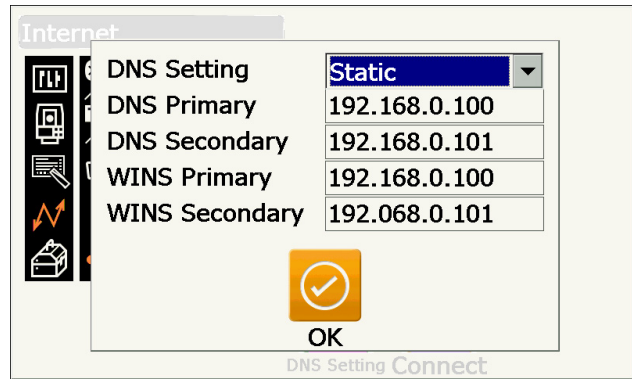 Internet
DNS Setting Static
DNS Primary 192.168.0.100
DNS Secondary 192.168.0.101
WINS Primary 192.168.0.100
WINS Secondary 192.068.0.101
OK
DNS Setting Connect